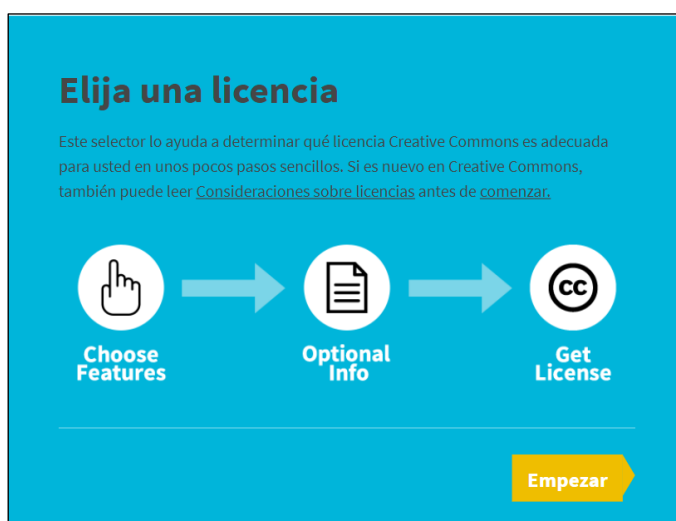 Elija una licencia
Este selector lo ayuda a determinar qué licencia Creative Commons es adecuada
para usted en unos pocos pasos sencillos. Si es nuevo en Creative Commons,
también puede leer Consideraciones sobre licencias antes de comenzar.
cc
Choose
Features
Optional
Info
Get
License
Empezar